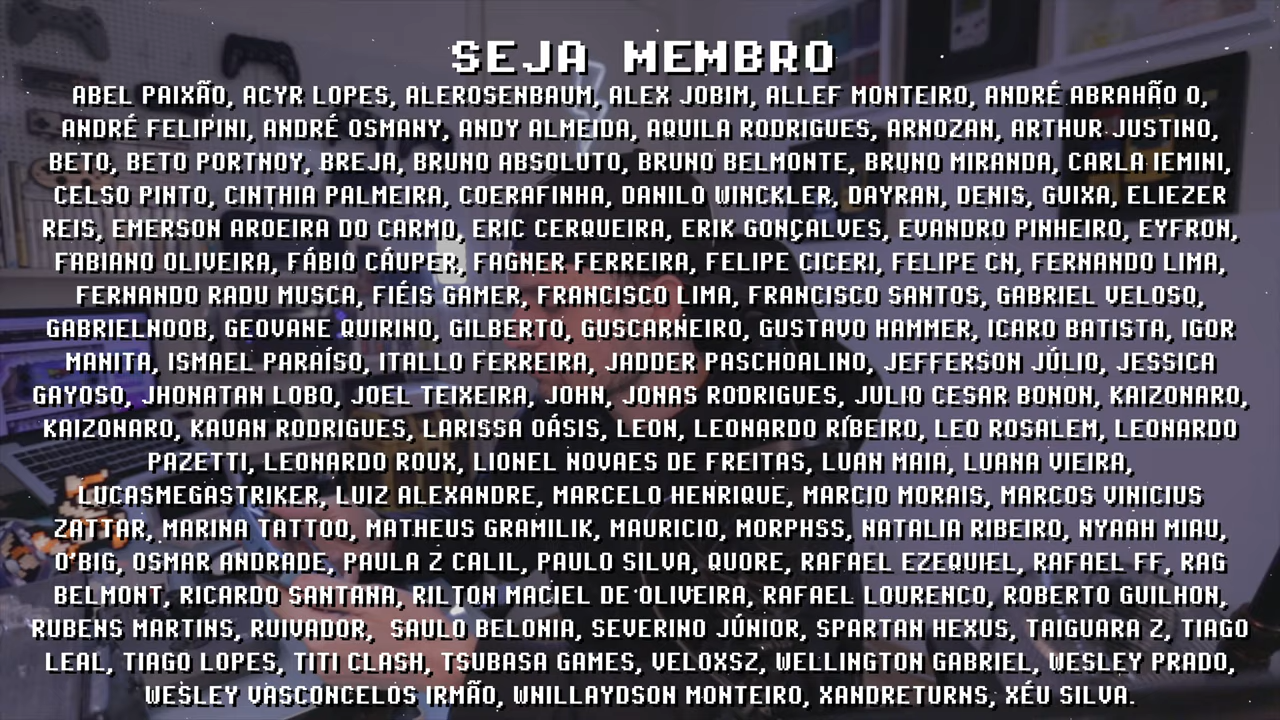 SEJA MEMBRO
ABEL PAIXÃO, ACYR LOPES, ALEROSENBAUM, ALEX JOBIM, ALLEF MONTEIRO, ANDRÉ ABRAHÃO O,
ANDRÉ FELIPINI, ANDRÉ OSMANY, ANDY ALMEIDA, AQUILA RODRIGUES, ARNOZAN, ARTHUR JUSTINO,
BETO, BETO PORTNOY, BREJA, BRUNO ABSOLUTO, BRUNO BELMONTE, BRUNO MIRANDA, CARLA IEMINI,
CELSO PINTO, CINTHIA PALMEIRA, COERAFINHA, DANILO WINCKLER, DAYRAN, DENIS, GUIXA, ELIEZER
REIS, EMERSON AROEIRA DO CARMO, ERIC CERQUEIRA, ERIK GONÇALVES, EVANDRO PINHEIRO, EYFRON,
FABIANO OLIVEIRA, FÁBIO CÁUPER, FAGNER FERREIRA, FELIPE CICERI, FELIPE CN, FERNANDO LIMA,
FERNANDO RADU MUSCA, FIÉIS GAMER, FRANCISCO LIMA, FRANCISCO SANTOS, GABRIEL VELOSO,
GABRIELNOOB, GEOVANE QUIRINO, GILBERTO, GUSCARNEIRO, GUSTAVO HAMMER, ICARO BATISTA, IGOR
MANITA, ISMAEL PARAÍSO, ITALLO FERREIRA, JADDER PASCHOALINO, JEFFERSON JÚLIO, JESSICA
GAYOSO, JHONATAN LOBO, JOEL TEIXEIRA, JOHN, JONAS RODRIGUES, JULIO CESAR BONON, KAIZONARO,
KAIZONARO, KAUAN RODRIGUES, LARISSA OÁSIS, LEON, LEONARDO RIBEIRO, LEO ROSALEM, LEONARDO
PAZETTI, LEONARDO ROUX, LIONEL NOVAES DE FREITAS, LUAN MAIA, LUANA VIEIRA,
LUCASMEGASTRIKER, LUIZ ALEXANDRE, MARCELO HENRIQUE, MARCIO MORAIS, MARCOS VINICIUS
ZATTAR, MARINA TATTOO, MATHEUS GRAMILIK, MAURICIO, MORPHSS, NATALIA RIBEIRO, NYAAH MIAU,
O'BIG, OSMAR ANDRADE, PAULA Z CALIL, PAULO SILVA, QUORE, RAFAEL EZEQUIEL, RAFAEL FF, RAG
BELMONT, RICARDO SANTANA, RILTON MACIEL DE OLIVEIRA, RAFAEL LOURENCO, ROBERTO GUILHON,
RUBENS MARTINS, RUIVADOR,  SAULO BELONIA, SEVERINO JÚNIOR, SPARTAN HEXUS, TAIGUARA Z, TIAGO
LEAL, TIAGO LOPES, TITI CLASH, TSUBASA GAMES, VELOXSZ, WELLINGTON GABRIEL, WESLEY PRADO,
WESLEY VASCONCELOS IRMÃO, WNILLAYDSON MONTEIRO, XANDRETURNS, XÉU SILVA.